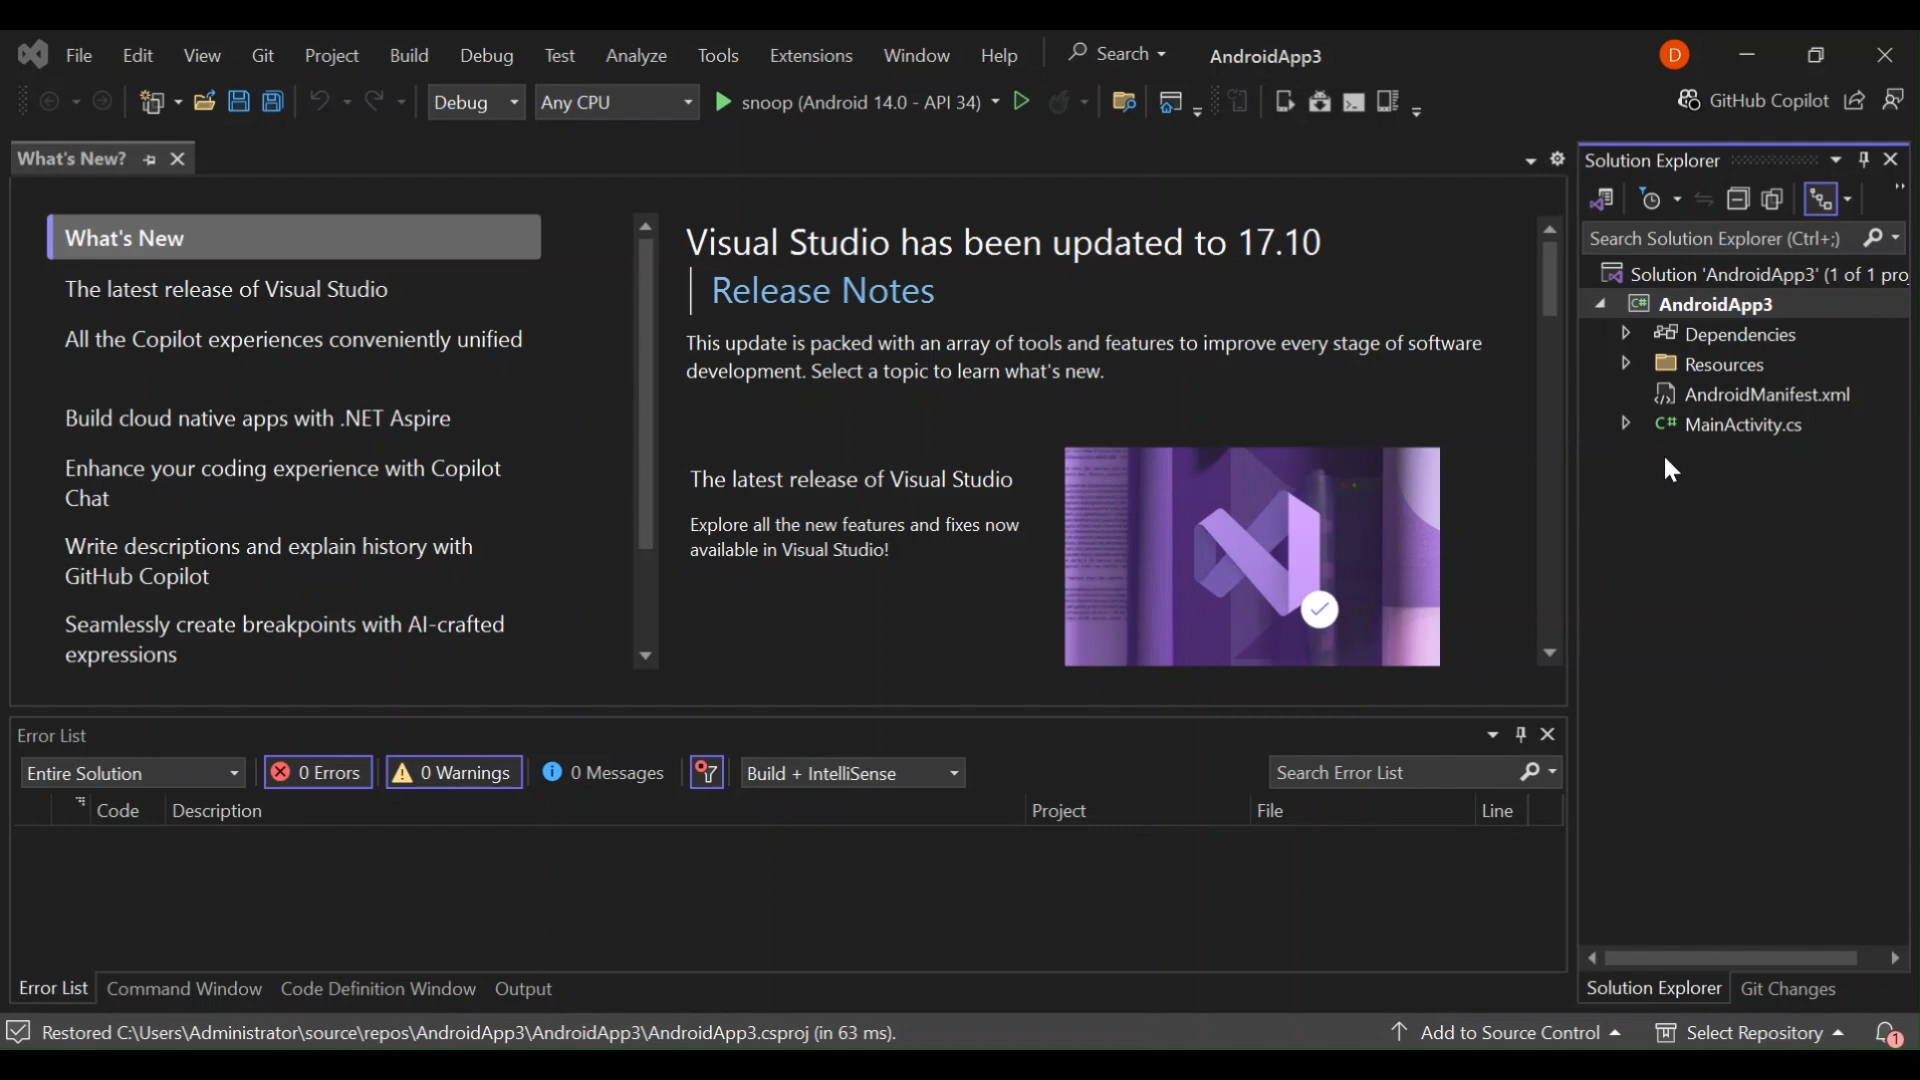 File Edit View Git Project Build Debug Test Analyze Tools Extensions Window Help Search AndroidApp3 D
Debug Any CPU snoop (Android 14.0 - API 34) GitHub Copilot
What's New?
What's New
The latest release of Visual Studio
All the Copilot experiences conveniently unified
Build cloud native apps with .NET Aspire
Enhance your coding experience with Copilot
Chat
Write descriptions and explain history with
GitHub Copilot
Seamlessly create breakpoints with AI-crafted
expressions
Visual Studio has been updated to 17.10
Release Notes
This update is packed with an array of tools and features to improve every stage of software
development. Select a topic to learn what's new.
The latest release of Visual Studio
Explore all the new features and fixes now
available in Visual Studio!
Solution Explorer
Search Solution Explorer (Ctrl+;)
Solution 'AndroidApp3' (1 of 1 pro
C# AndroidApp3
Dependencies
Resources
AndroidManifest.xml
C# MainActivity.cs
Error List
Entire Solution 0 Errors 0 Warnings 0 Messages Build + IntelliSense Search Error List
Code Description Project File Line
Error List Command Window Code Definition Window Output
Solution Explorer Git Changes
Restored C:\Users\Administrator\source\repos\AndroidApp3\AndroidApp3\AndroidApp3.csproj (in 63 ms). Add to Source Control Select Repository 1